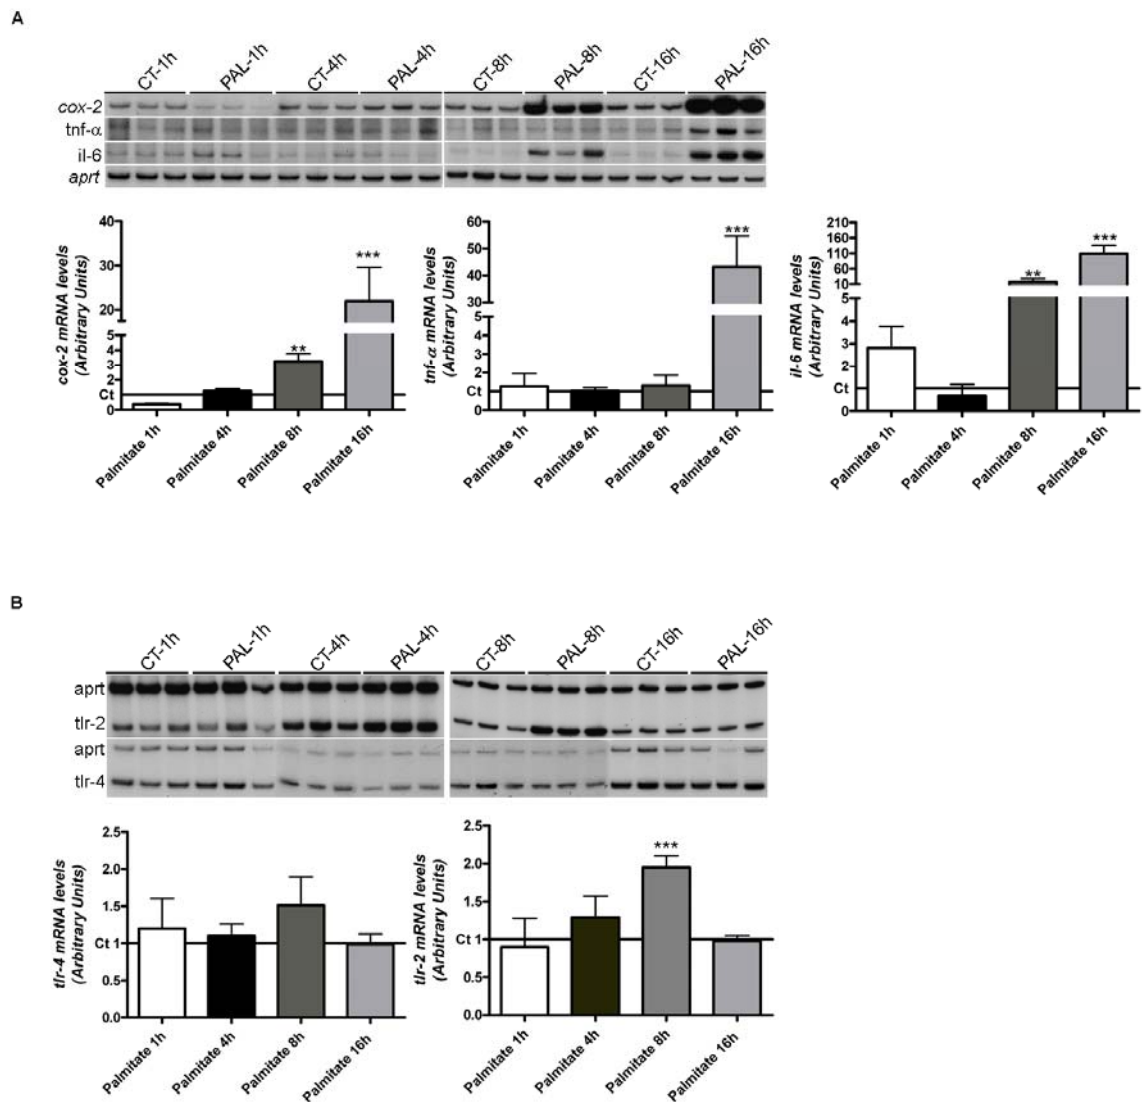 A
CT-1h PAL-1h CT-4h PAL-4h CT-8h PAL-8h CT-16h PAL-16h
cox-2
tnf-α
il-6
aprt
cox-2 mRNA levels
(Arbitrary Units)
40
30
20
5
4
3
2
Ct
0
**
***
Palmitate 1h
Palmitate 4h
Palmitate 8h
Palmitate 16h
tnf-α mRNA levels
(Arbitrary Units)
60
50
40
30
5
4
3
2
Ct
0
***
Palmitate 1h
Palmitate 4h
Palmitate 8h
Palmitate 16h
il-6 mRNA levels
(Arbitrary Units)
210
160
110
60
10
5
3
2
Ct
0
**
***
Palmitate 1h
Palmitate 4h
Palmitate 8h
Palmitate 16h
B
CT-1h PAL-1h CT-4h PAL-4h CT-8h PAL-8h CT-16h PAL-16h
aprt
tlr-2
aprt
tlr-4
tlr-4 mRNA levels
(Arbitrary Units)
2.5
2.0
1.5
Ct 1
0.5
0.0
Palmitate 1h
Palmitate 4h
Palmitate 8h
Palmitate 16h
tlr-2 mRNA levels
(Arbitrary Units)
2.5
2.0
1.5
Ct 1
0.5
0.0
***
Palmitate 1h
Palmitate 4h
Palmitate 8h
Palmitate 16h